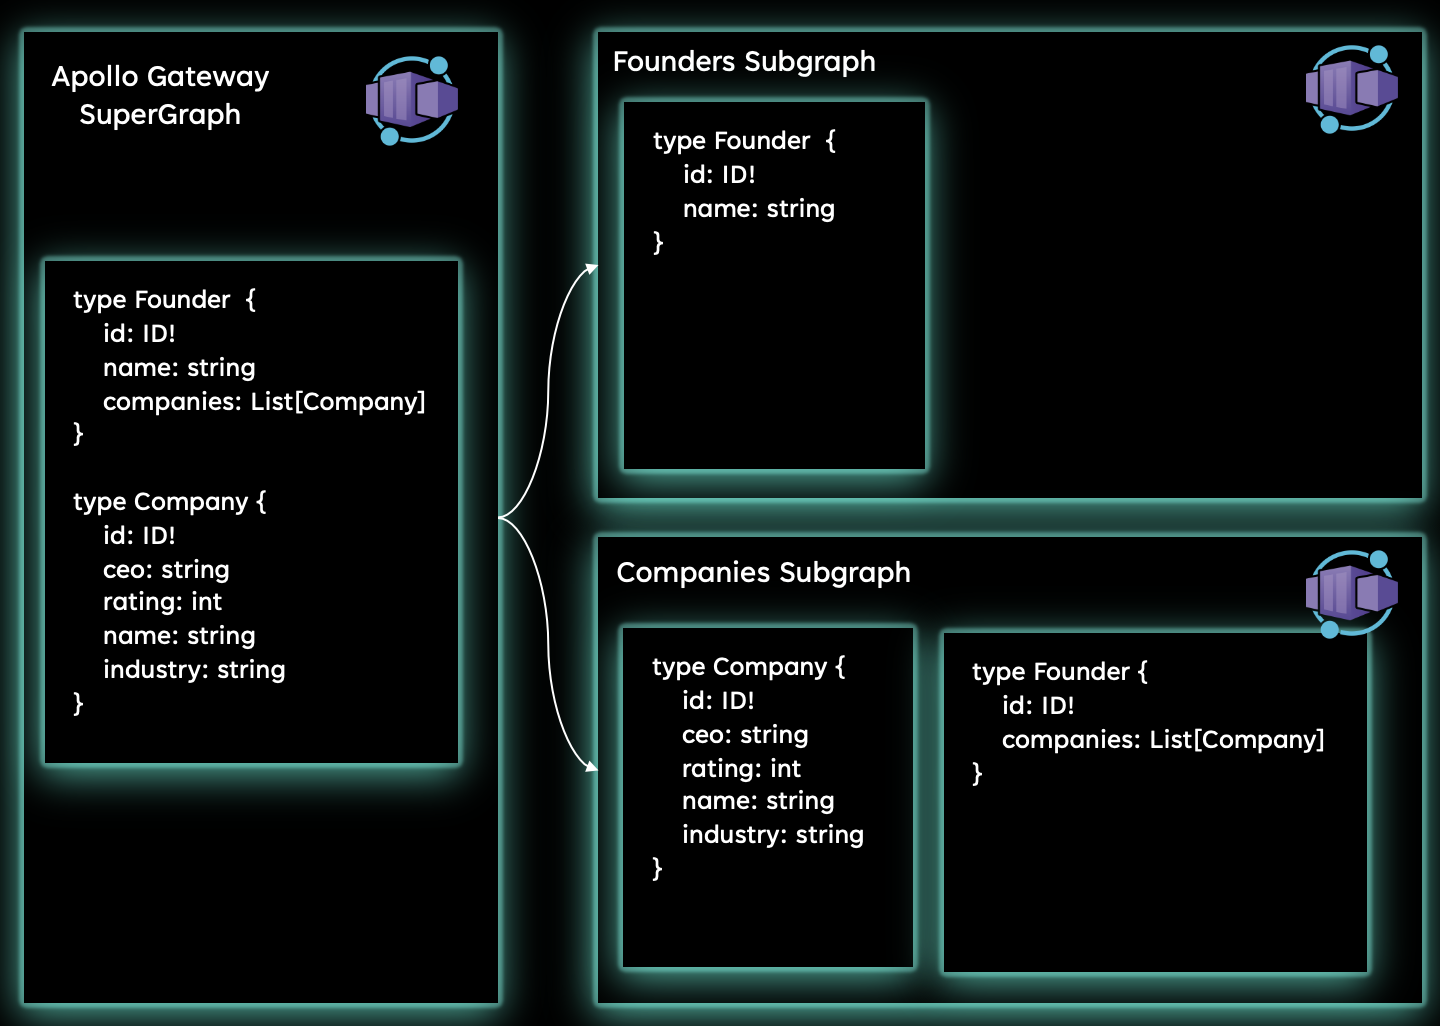 Apollo Gateway
SuperGraph
type Founder {
id: ID!
name: string
companies: List[Company]
}
type Company {
id: ID!
ceo: string
rating: int
name: string
industry: string
}
Founders Subgraph
type Founder {
id: ID!
name: string
}
Companies Subgraph
type Company {
id: ID!
ceo: string
rating: int
name: string
industry: string
}
type Founder {
id: ID!
companies: List[Company]
}